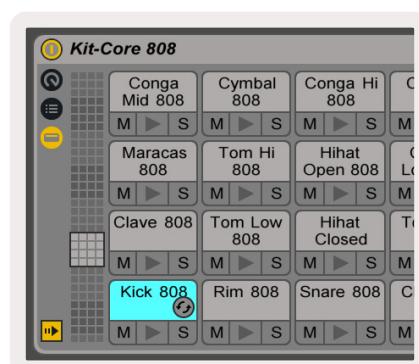 Kit-Core 808
Conga Cymbal Conga Hi
Mid 808 808 808
M S M S M S M
Maracas Tom Hi Hihat
808 808 Open 808
M S M S M S M
Clave 808 Tom Low Hihat
808 Closed
M S M S M S M
Kick 808 Rim 808 Snare 808
M S M S M S M